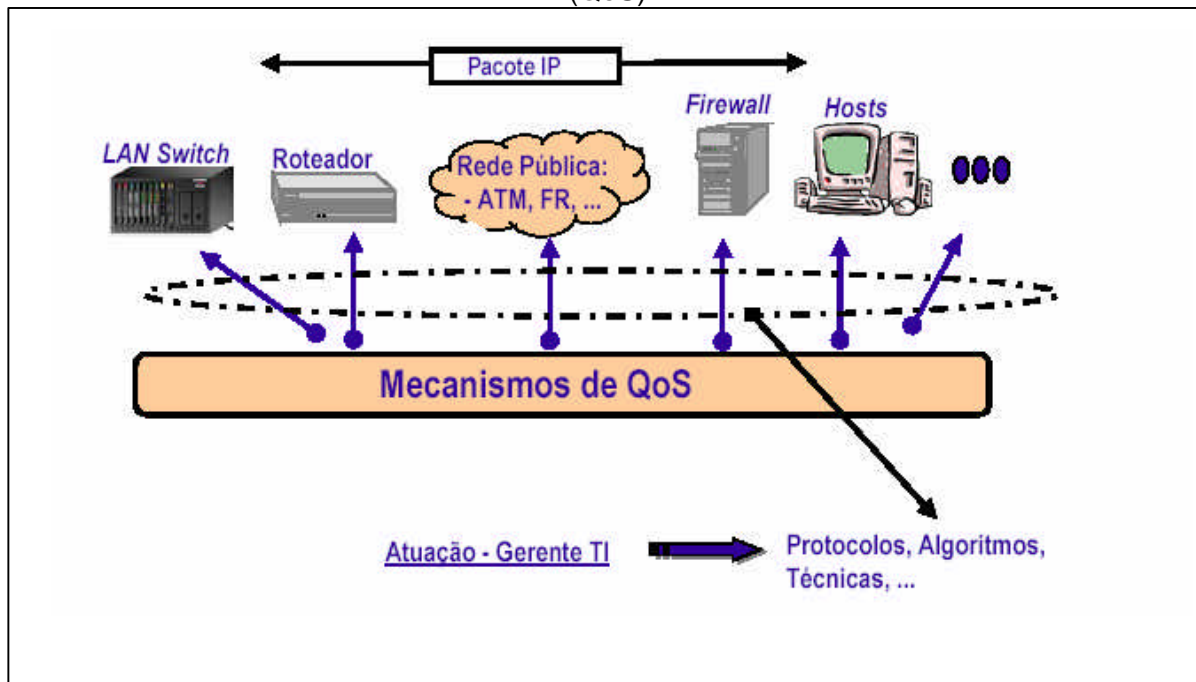 (QoS)
Pacote IP
Firewall
Hosts
LAN Switch
Roteador
Rede Pública:
- ATM, FR, ...
Mecanismos de QoS
Atuação - Gerente TI
Protocolos, Algoritmos,
Técnicas, ...